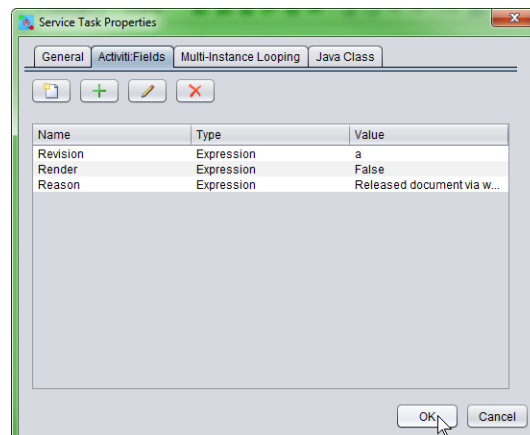 Service Task Properties
General Activiti:Fields Multi-Instance Looping Java Class
Name Type Value
Revision Expression a
Render Expression False
Reason Expression Released document via w...
OK Cancel